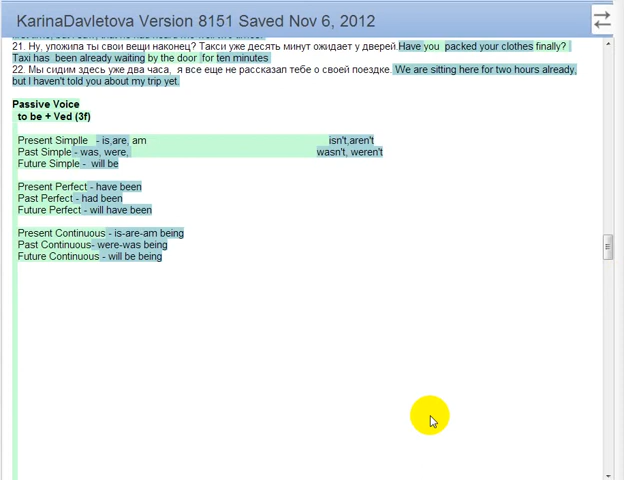 KarinaDavletova Version 8151 Saved Nov 6, 2012
21. Ну, уложила ты свои вещи наконец? Такси уже десять минут ожидает у дверей.Have you packed your clothes finally?
Taxi has been already waiting by the door for ten minutes
22. Мы сидим здесь уже два часа, я все еще не рассказал тебе о своей поездке. We are sitting here for two hours already,
but I haven't told you about my trip yet.
Passive Voice
to be + Ved (3f)
Present Simplle - is,are, am isn't,aren't
Past Simple - was, were, wasn't, weren't
Future Simple - will be
Present Perfect - have been
Past Perfect - had been
Future Perfect - will have been
Present Continuous - is-are-am being
Past Continuous- were-was being
Future Continuous - will be being